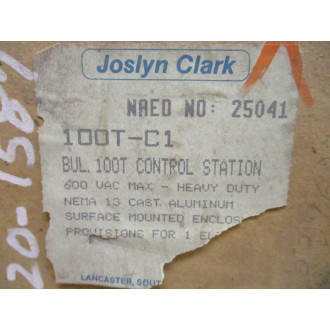 Joslyn Clark
NAED NO: 25041
100T-C1
BUL. 100T CONTROL STATION
600 VAC MAX - HEAVY DUTY
NEMA 13 CAST ALUMINUM
SURFACE MOUNTED ENCLOS
PROVISIONS FOR 1 EL
LANCASTER, SOUT
20-1587